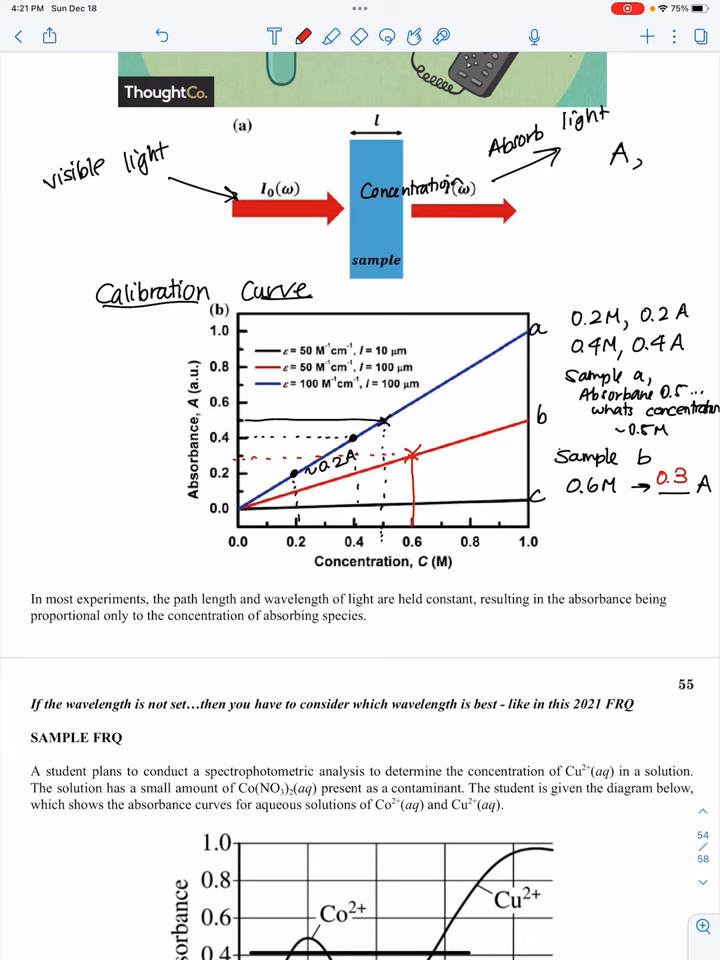 4:21 PM Sun Dec 18
75%
ThoughtCo.
(a)
l
visible light
Absorb light
A,
I₀(ω)
Concentration
(ω)
sample
Calibration Curve
(b)
1.0
0.8
0.6
0.4
0.2
0.0
Absorbance, A (a.u.)
ε = 50 M⁻¹cm⁻¹, l = 10 μm
ε = 50 M⁻¹cm⁻¹, l = 100 μm
ε = 100 M⁻¹cm⁻¹, l = 100 μm
a
b
c
~0.2A
0.0 0.2 0.4 0.6 0.8 1.0
Concentration, C (M)
0.2M, 0.2A
0.4M, 0.4A
Sample a,
Absorbane 0.5...
whats concentration
~0.5M
Sample b
0.6M → 0.3 A
In most experiments, the path length and wavelength of light are held constant, resulting in the absorbance being
proportional only to the concentration of absorbing species.
55
If the wavelength is not set…then you have to consider which wavelength is best - like in this 2021 FRQ
SAMPLE FRQ
A student plans to conduct a spectrophotometric analysis to determine the concentration of Cu²⁺(aq) in a solution.
The solution has a small amount of Co(NO₃)₂(aq) present as a contaminant. The student is given the diagram below,
which shows the absorbance curves for aqueous solutions of Co²⁺(aq) and Cu²⁺(aq).
54
/
58
1.0
0.8
0.6
0.4
sorbance
Co²⁺
Cu²⁺